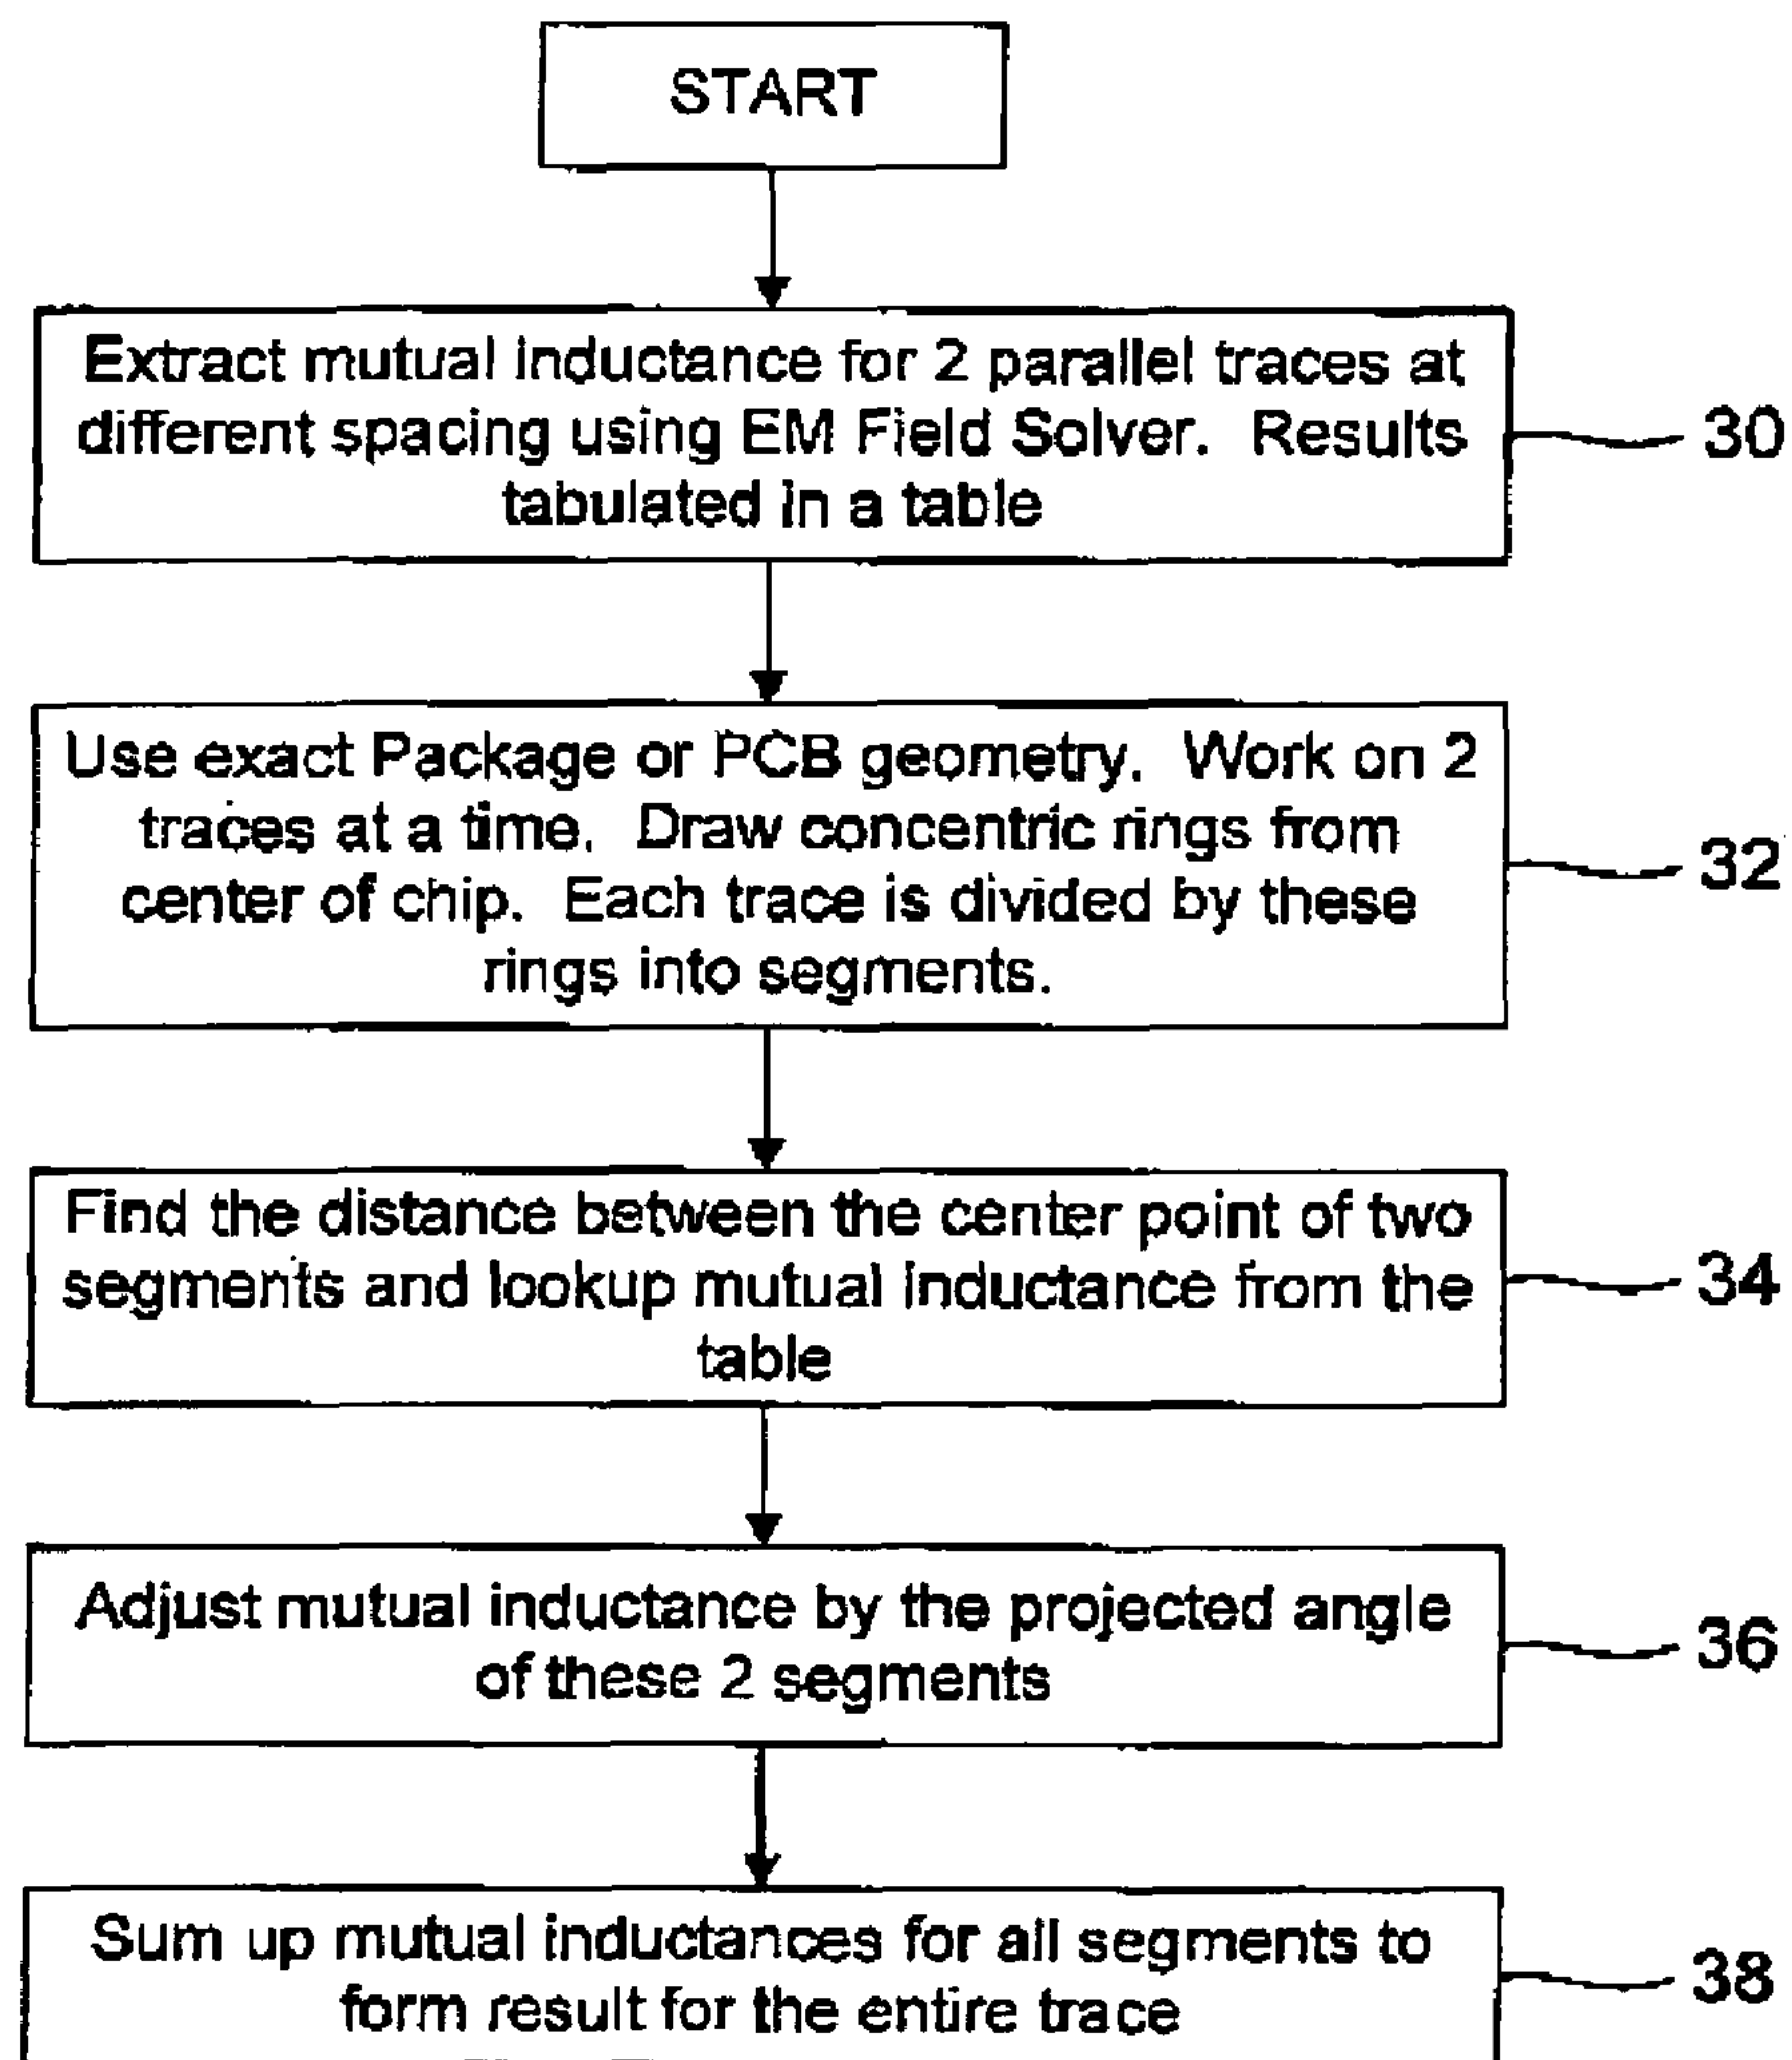 START
Extract mutual inductance for 2 parallel traces at
different spacing using EM Field Solver. Results
tabulated in a table
30
Use exact Package or PCB geometry. Work on 2
traces at a time. Draw concentric rings from
center of chip. Each trace is divided by these
rings into segments.
32
Find the distance between the center point of two
segments and lookup mutual inductance from the
table
34
Adjust mutual inductance by the projected angle
of these 2 segments
36
Sum up mutual inductances for all segments to
form result for the entire trace
38